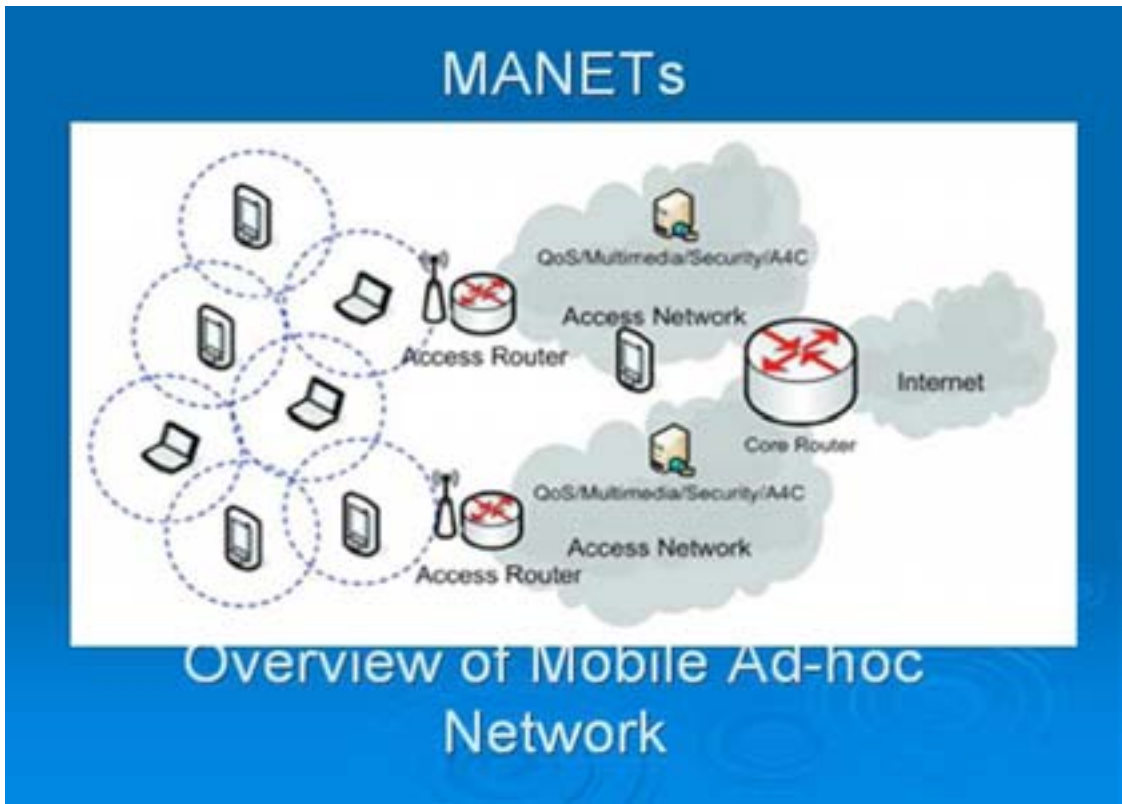 MANETs
QoS/Multimedia/Security/A4C
Access Network
Access Router
Internet
Core Router
QoS/Multimedia/Security/A4C
Access Network
Access Router
Overview of Mobile Ad-hoc
Network